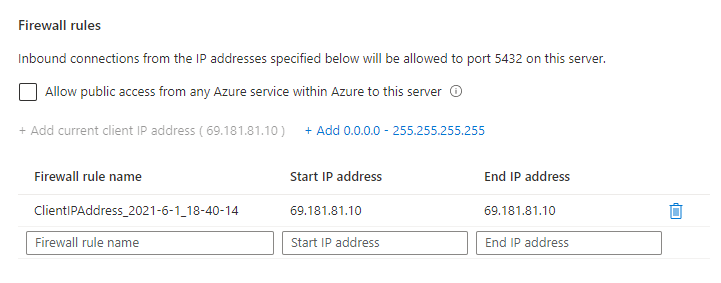 Firewall rules
Inbound connections from the IP addresses specified below will be allowed to port 5432 on this server.
Allow public access from any Azure service within Azure to this server
+ Add current client IP address ( 69.181.81.10 ) + Add 0.0.0.0 - 255.255.255.255
Firewall rule name Start IP address End IP address
ClientIPAddress_2021-6-1_18-40-14 69.181.81.10 69.181.81.10
Firewall rule name Start IP address End IP address